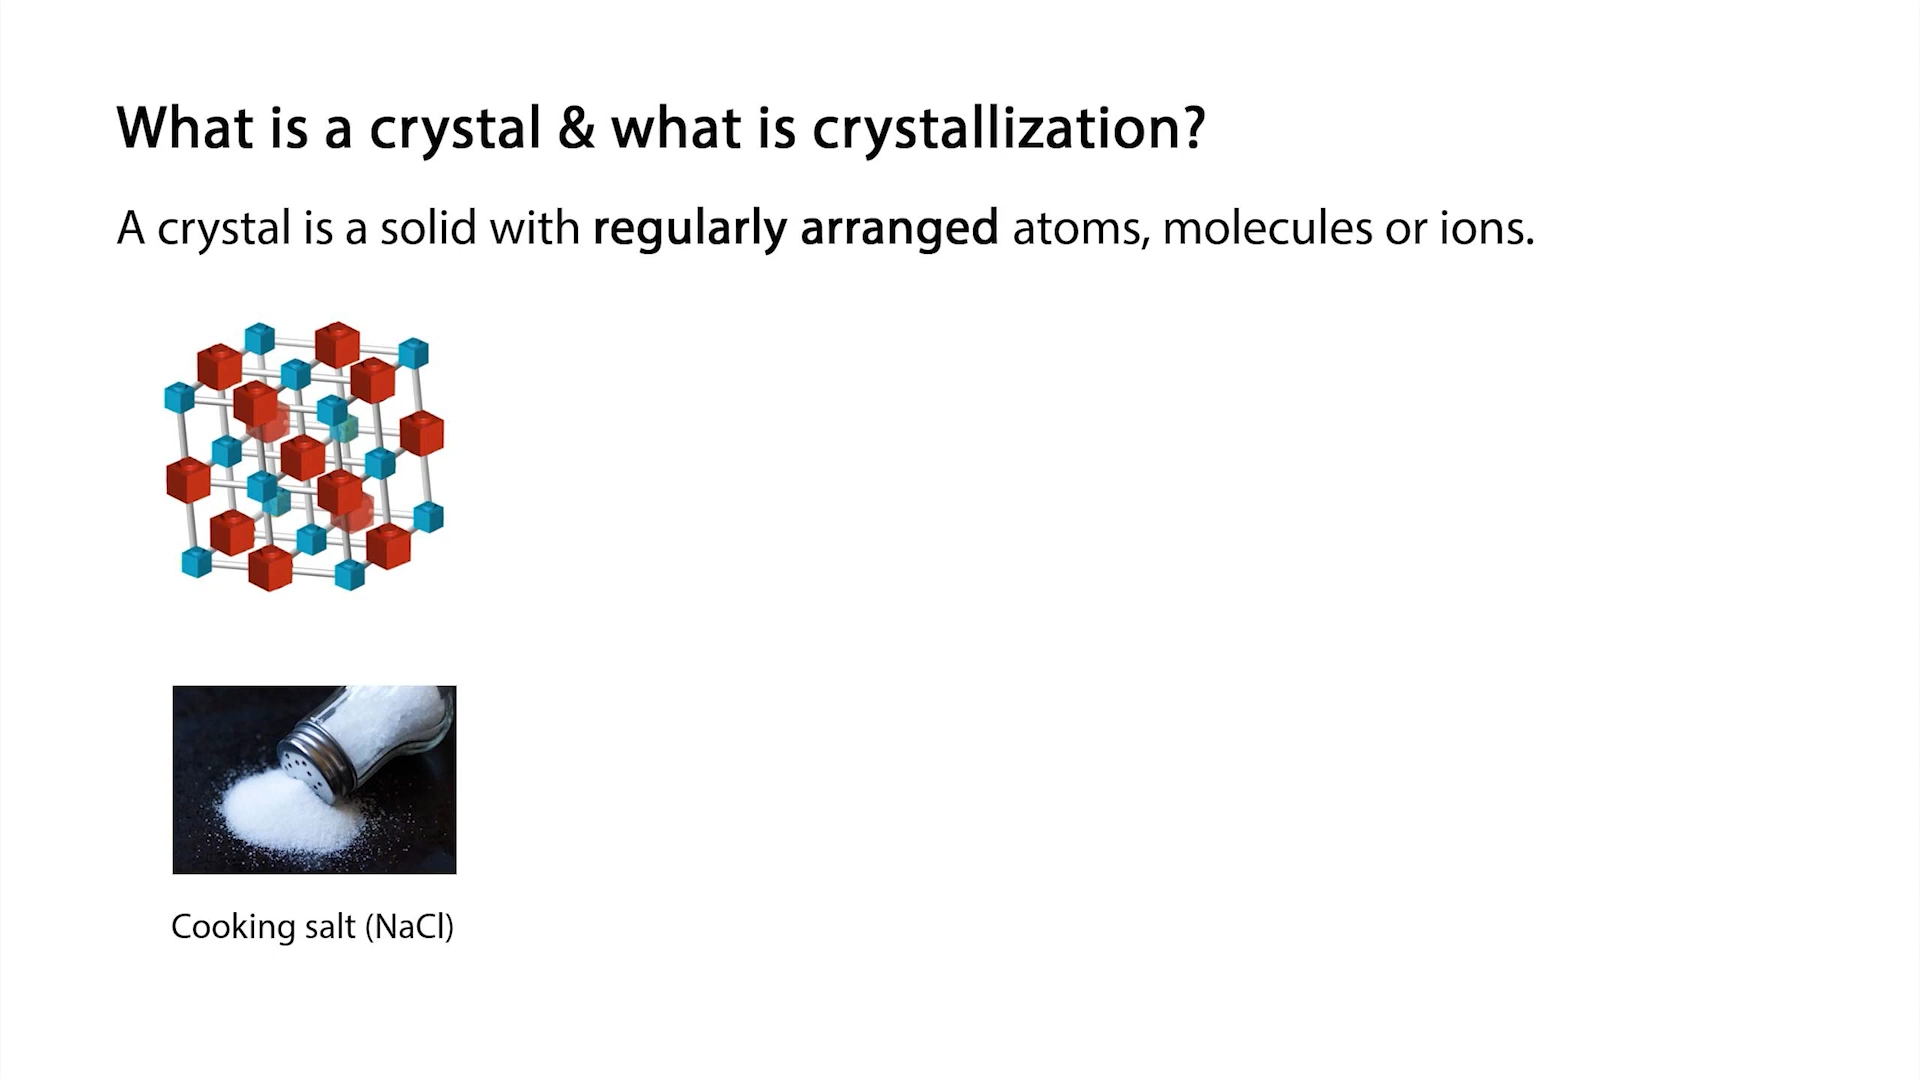 What is a crystal & what is crystallization?
A crystal is a solid with regularly arranged atoms, molecules or ions.
Cooking salt (NaCl)